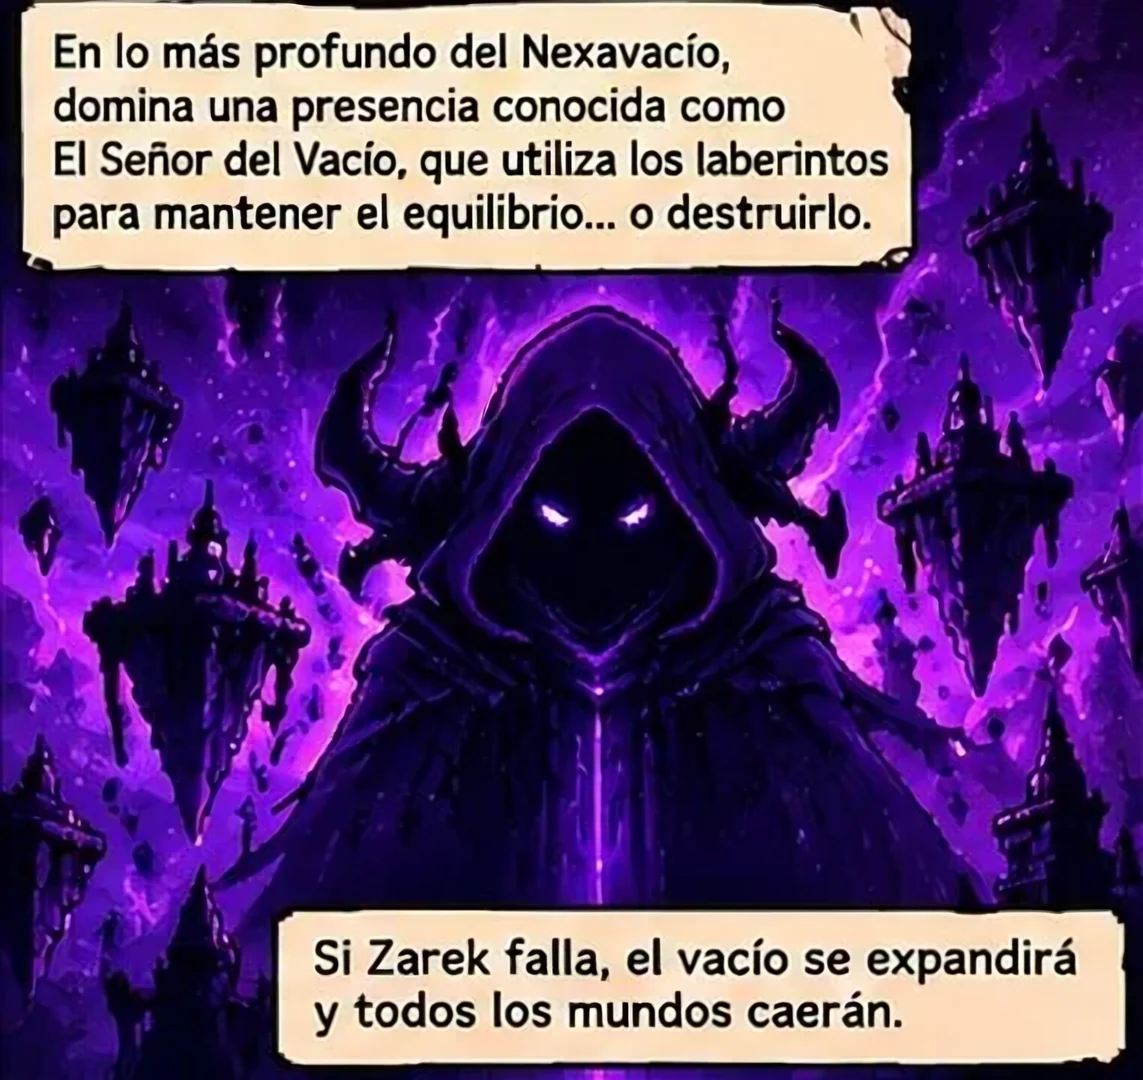 En lo más profundo del Nexavacío,
domina una presencia conocida como
El Señor del Vacío, que utiliza los laberintos
para mantener el equilibrio... o destruirlo.
Si Zarek falla, el vacío se expandirá
y todos los mundos caerán.